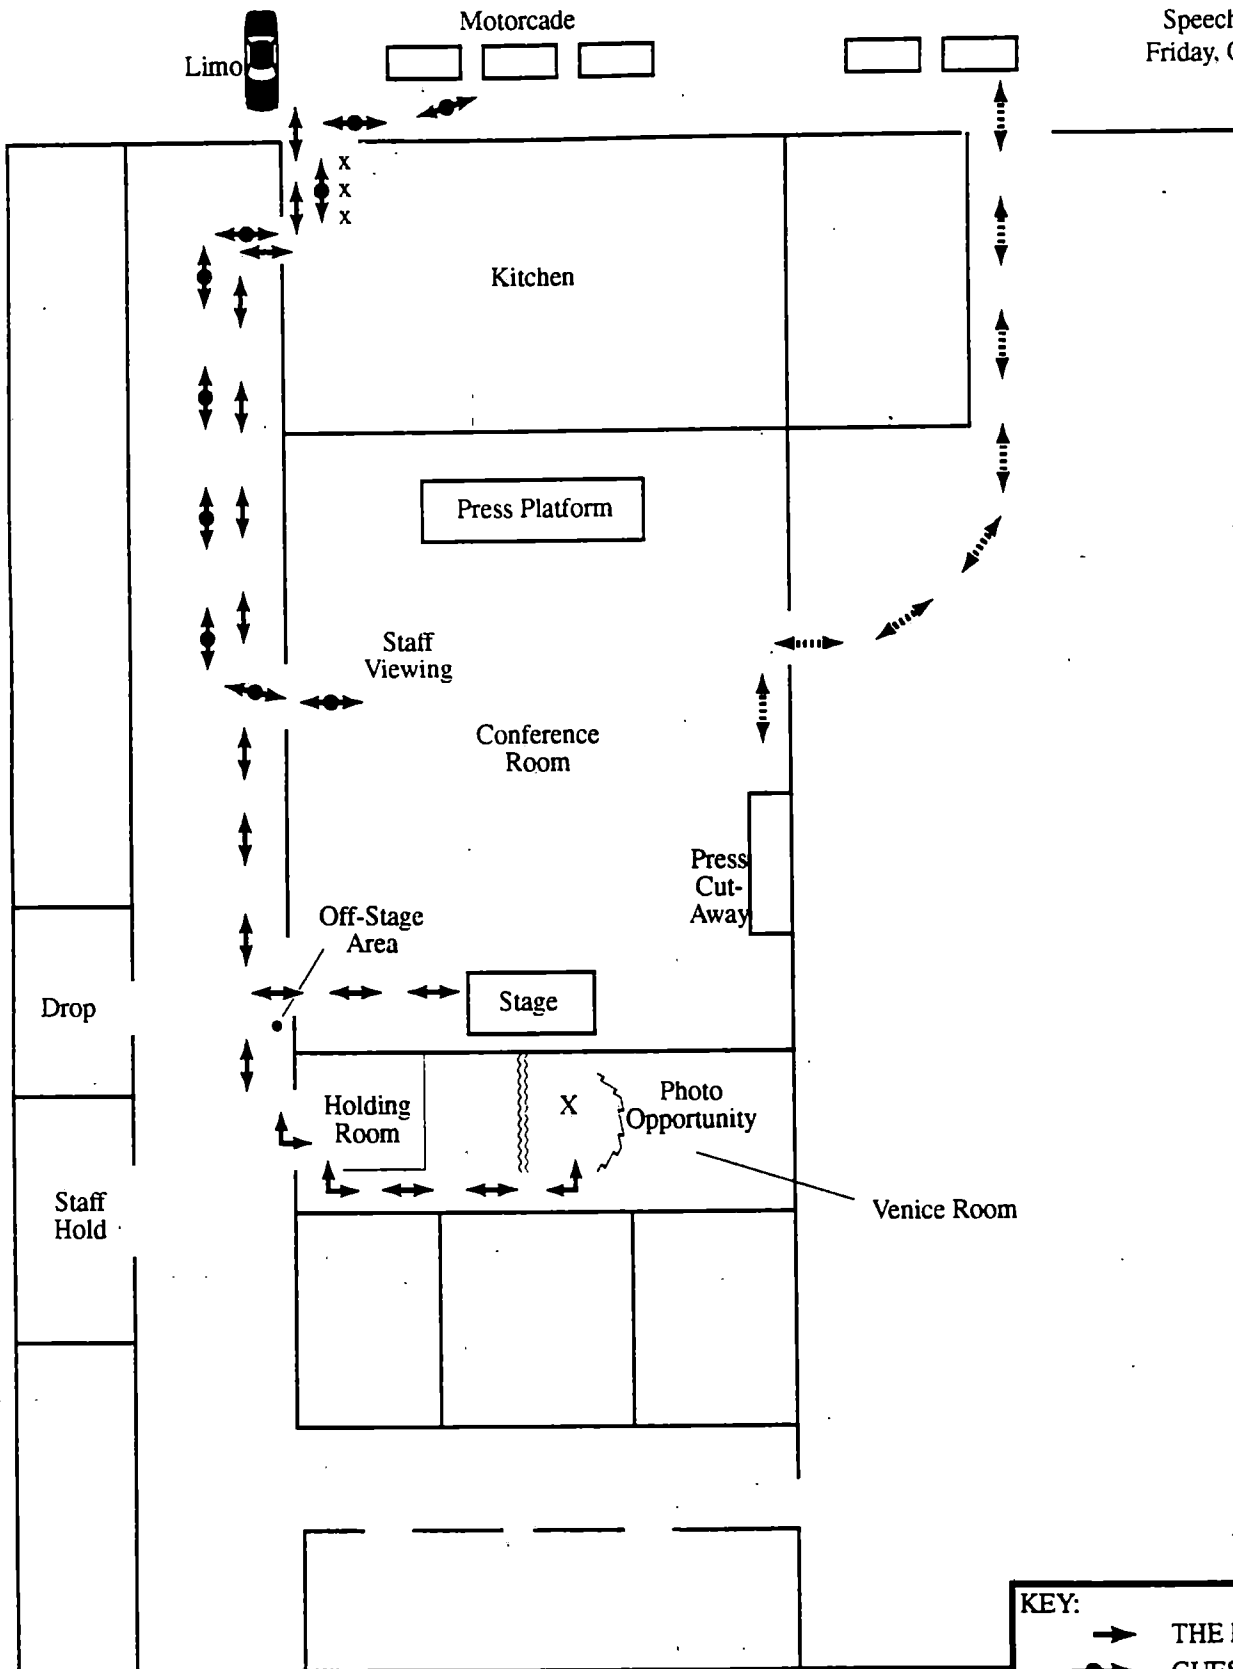 Motorcade
Speech
Friday,
Limo
x
x
x
Kitchen
Press Platform
Staff
Viewing
Conference
Room
Press
Cut-
Away
Off-Stage
Area
Drop
Stage
Holding
Room
X
Photo
Opportunity
Staff
Hold
Venice Room
KEY:
THE